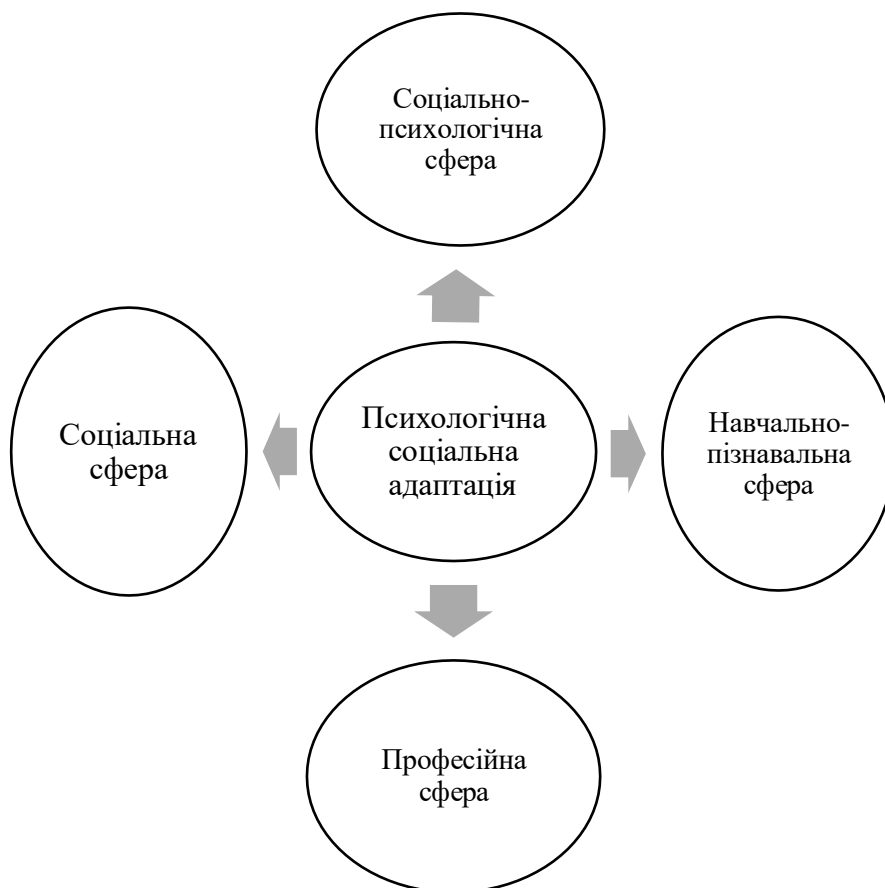 Соціально-
психологічна
сфера
Соціальна
сфера
Психологічна
соціальна
адаптація
Навчально-
пізнавальна
сфера
Професійна
сфера